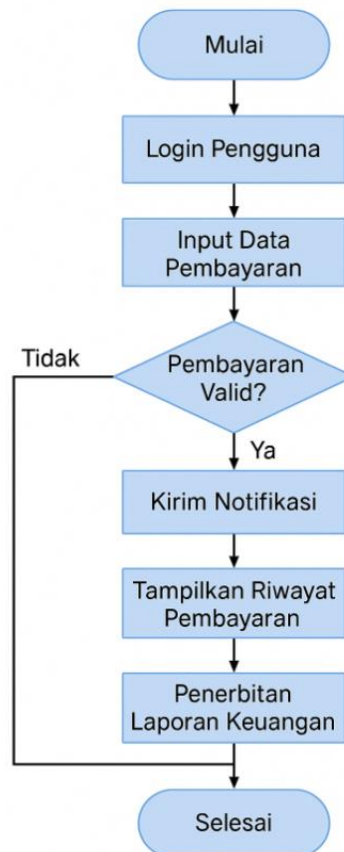 Mulai
Login Pengguna
Input Data
Pembayaran
Tidak
Pembayaran
Valid?
Ya
Kirim Notifikasi
Tampilkan Riwayat
Pembayaran
Penerbitan
Laporan Keuangan
Selesai